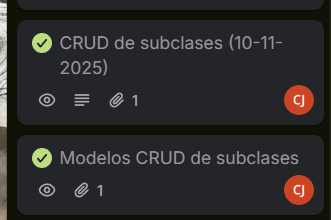 CRUD de subclases (10-11-
2025)
1
CJ
Modelos CRUD de subclases
1
CJ